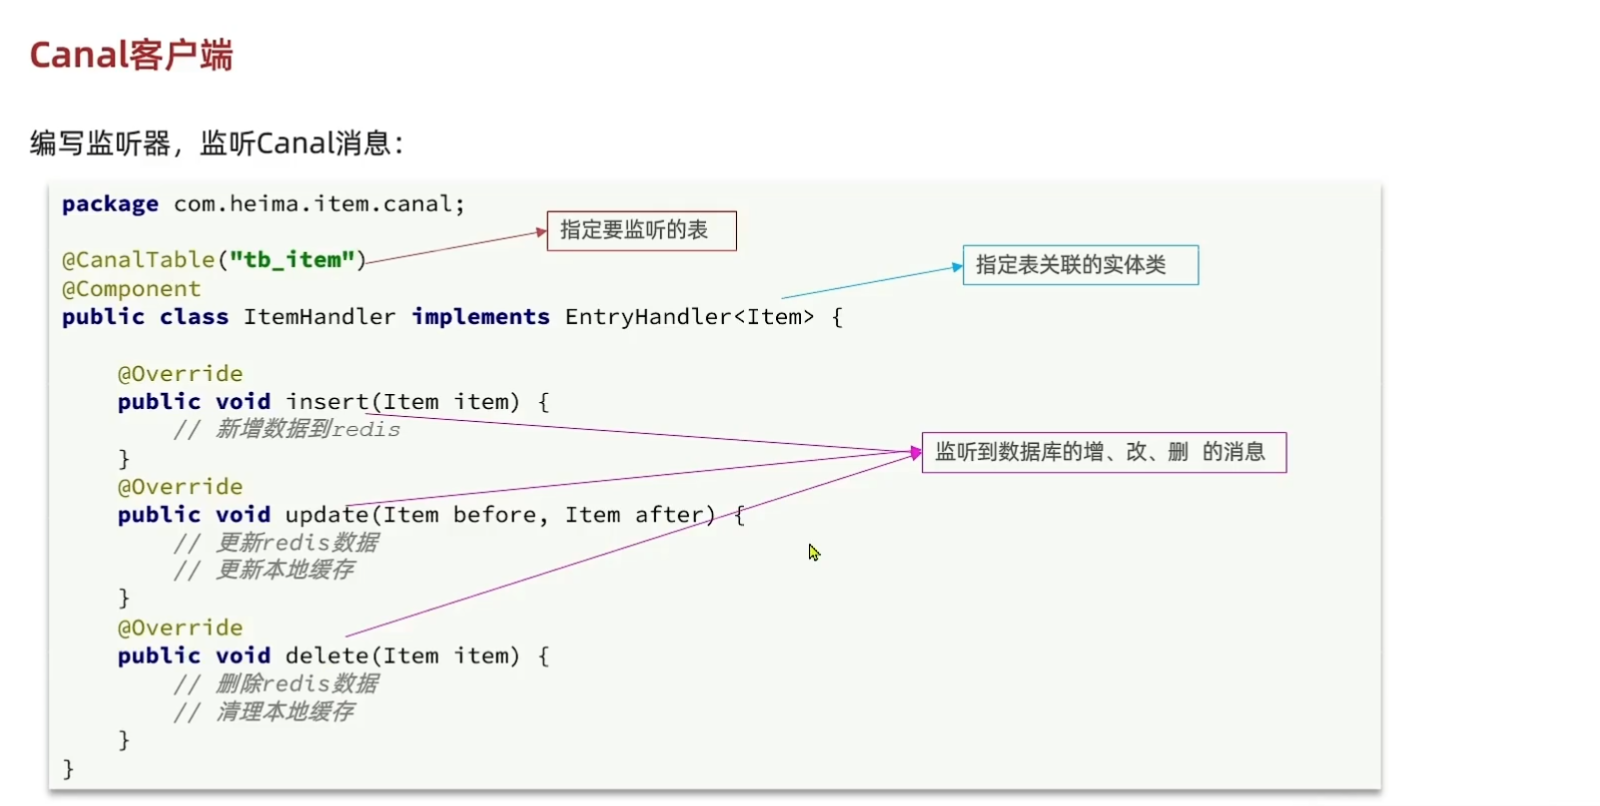 Canal客户端
编写监听器，监听Canal消息：
package com.heima.item.canal;
指定要监听的表
@CanalTable("tb_item")
指定表关联的实体类
@Component
public class ItemHandler implements EntryHandler<Item> {
@Override
public void insert(Item item) {
// 新增数据到redis
}
监听到数据库的增、改、删 的消息
@Override
public void update(Item before, Item after) {
// 更新redis数据
// 更新本地缓存
}
@Override
public void delete(Item item) {
// 删除redis数据
// 清理本地缓存
}
}